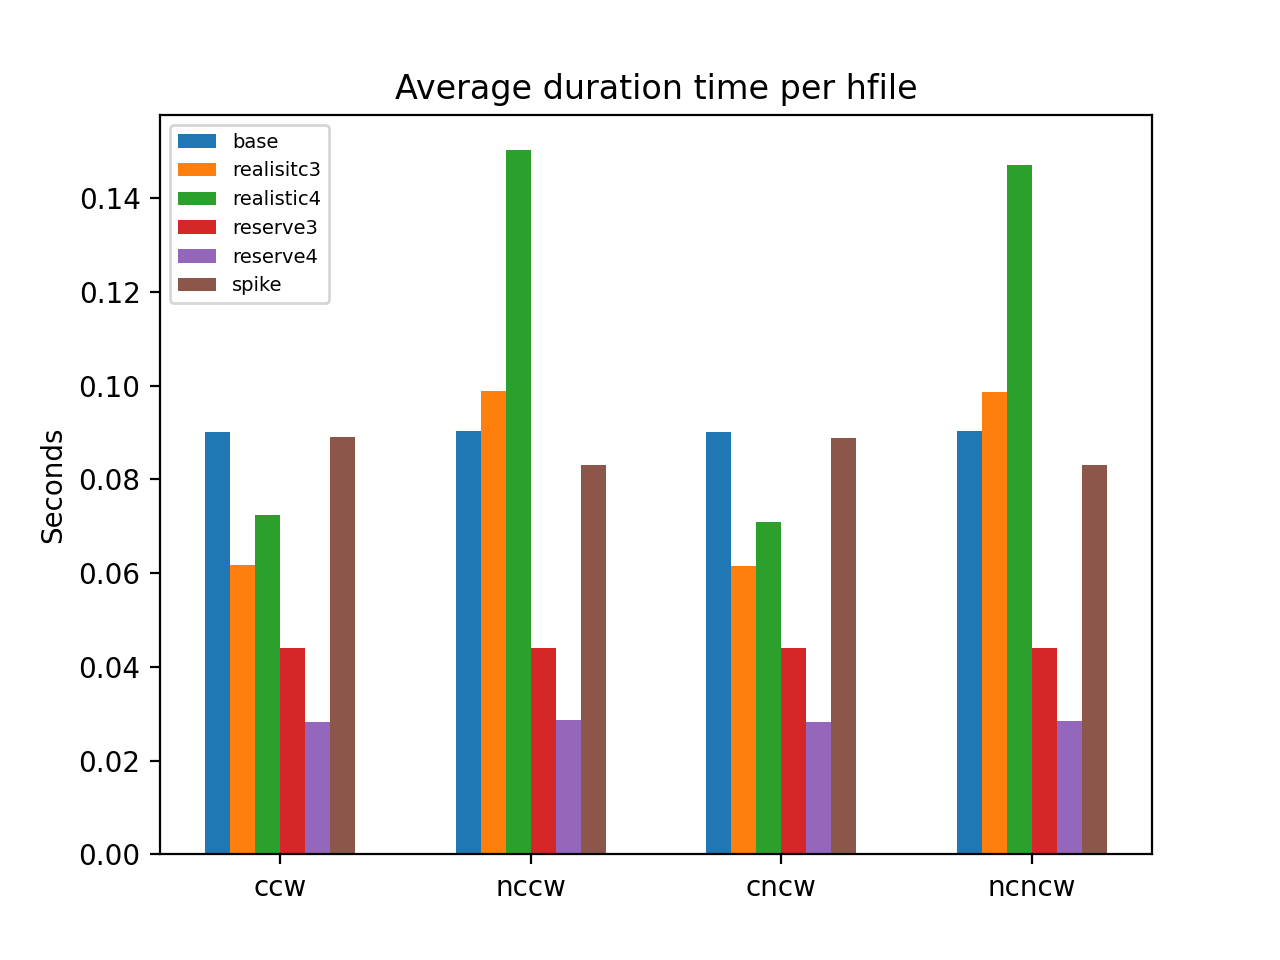 Average duration time per hfile
base
realisitc3
realistic4
reserve3
reserve4
spike
0.14
0.12
0.10
0.08
0.06
0.04
0.02
0.00
Seconds
ccw nccw cncw ncncw